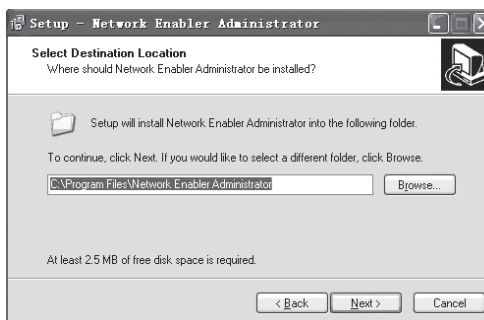 Setup - Network Enabler Administrator
Select Destination Location
Where should Network Enabler Administrator be installed?
Setup will install Network Enabler Administrator into the following folder.
To continue, click Next. If you would like to select a different folder, click Browse.
C:\Program Files\Network Enabler Administrator
Browse...
At least 2.5 MB of free disk space is required.
< Back
Next >
Cancel